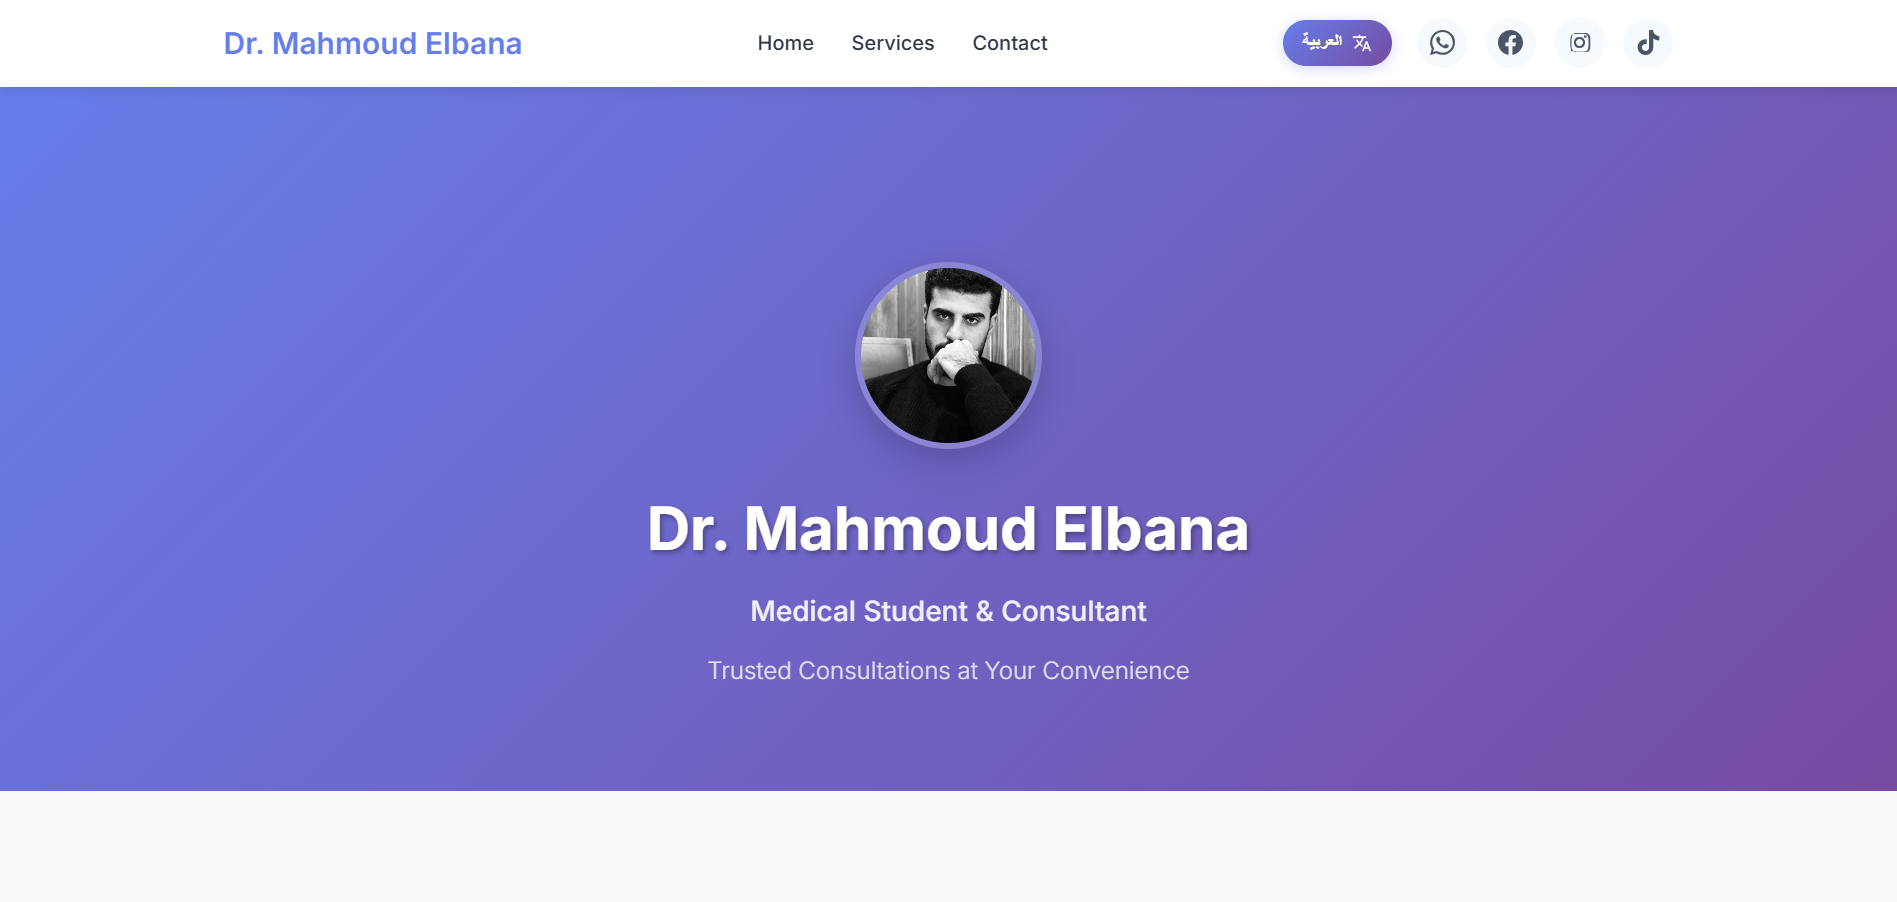 Dr. Mahmoud Elbana
Home
Services
Contact
العربية
Dr. Mahmoud Elbana
Medical Student & Consultant
Trusted Consultations at Your Convenience